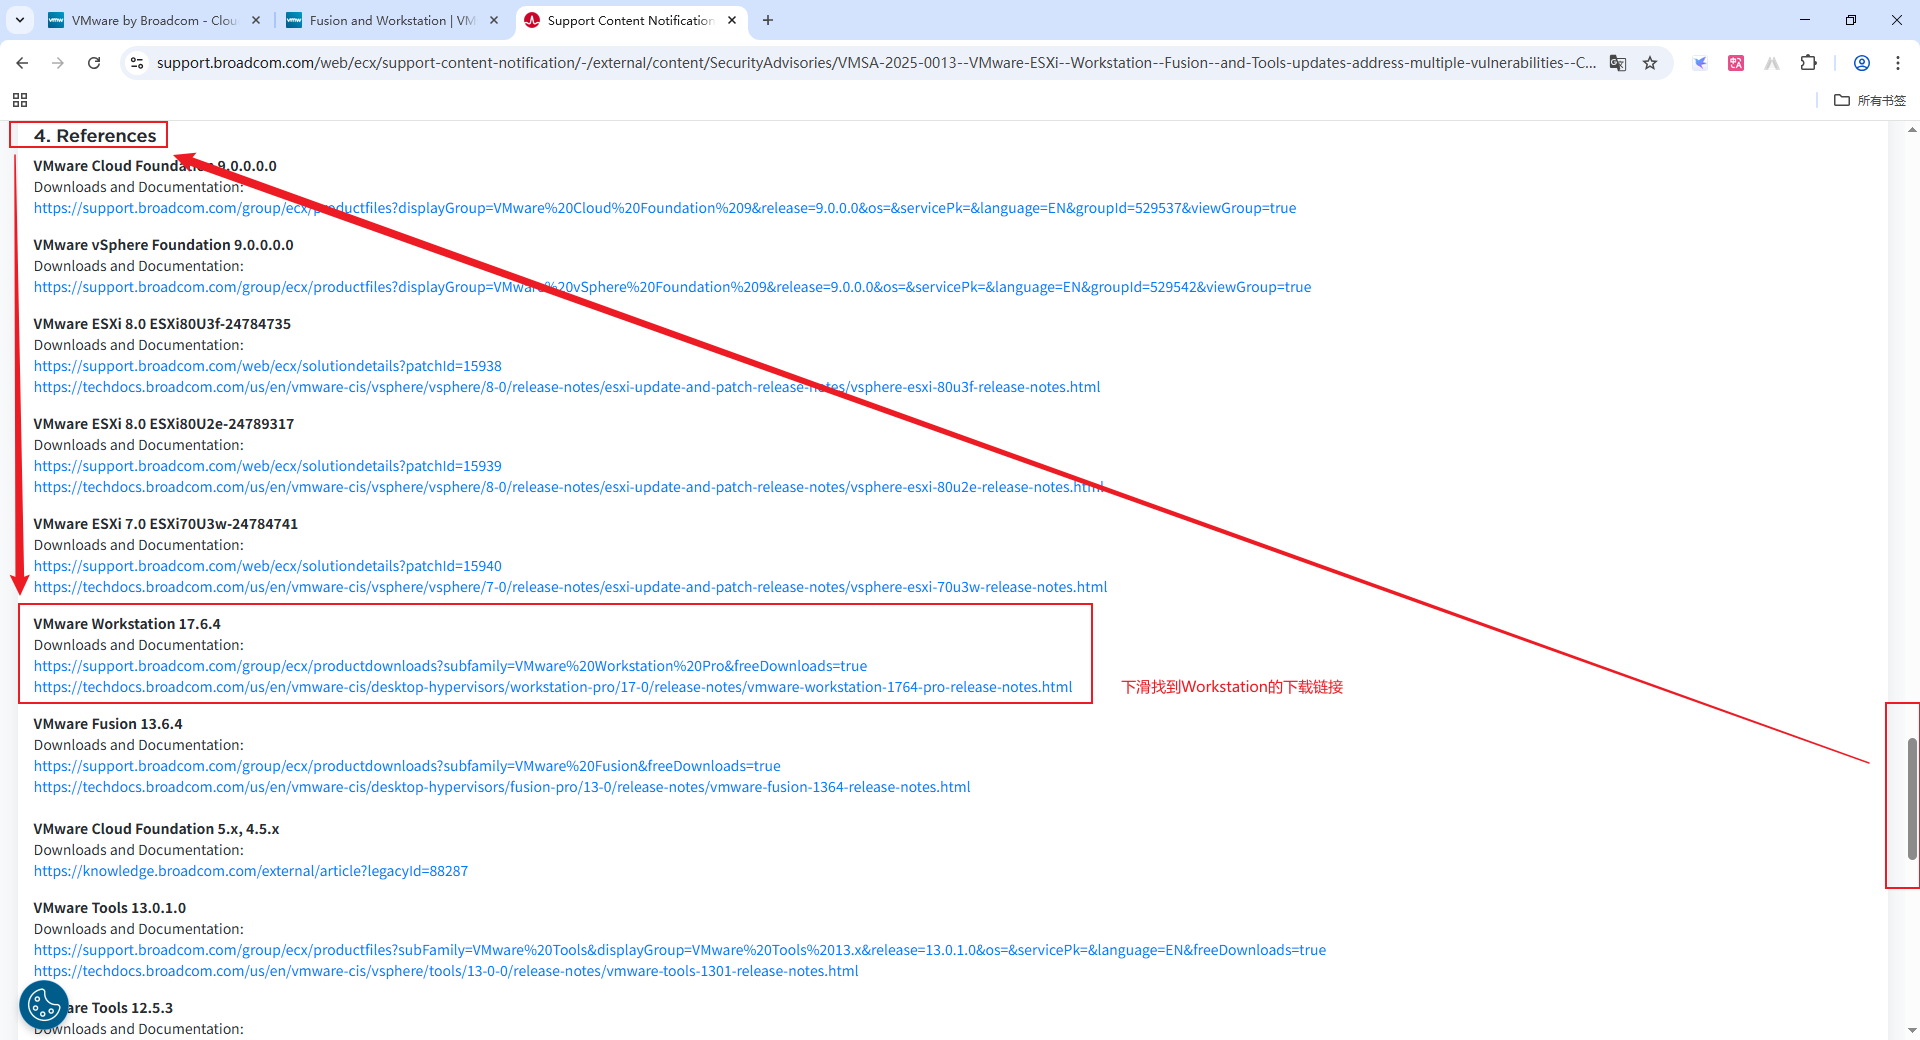 VMware by Broadcom - Clou
Fusion and Workstation | VM
Support Content Notification
support.broadcom.com/web/ecx/support-content-notification/-/external/content/SecurityAdvisories/VMSA-2025-0013--VMware-ESXi--Workstation--Fusion--and-Tools-updates-address-multiple-vulnerabilities--C...
所有书签
4. References
VMware Cloud Foundation 9.0.0.0.0
Downloads and Documentation:
https://support.broadcom.com/group/ecx/productfiles?displayGroup=VMware%20Cloud%20Foundation%209&release=9.0.0.0&os=&servicePk=&language=EN&groupId=529537&viewGroup=true
VMware vSphere Foundation 9.0.0.0.0
Downloads and Documentation:
https://support.broadcom.com/group/ecx/productfiles?displayGroup=VMware%20vSphere%20Foundation%209&release=9.0.0.0&os=&servicePk=&language=EN&groupId=529542&viewGroup=true
VMware ESXi 8.0 ESXi80U3f-24784735
Downloads and Documentation:
https://support.broadcom.com/web/ecx/solutiondetails?patchId=15938
https://techdocs.broadcom.com/us/en/vmware-cis/vsphere/vsphere/8-0/release-notes/esxi-update-and-patch-release-notes/vsphere-esxi-80u3f-release-notes.html
VMware ESXi 8.0 ESXi80U2e-24789317
Downloads and Documentation:
https://support.broadcom.com/web/ecx/solutiondetails?patchId=15939
https://techdocs.broadcom.com/us/en/vmware-cis/vsphere/vsphere/8-0/release-notes/esxi-update-and-patch-release-notes/vsphere-esxi-80u2e-release-notes.html
VMware ESXi 7.0 ESXi70U3w-24784741
Downloads and Documentation:
https://support.broadcom.com/web/ecx/solutiondetails?patchId=15940
https://techdocs.broadcom.com/us/en/vmware-cis/vsphere/vsphere/7-0/release-notes/esxi-update-and-patch-release-notes/vsphere-esxi-70u3w-release-notes.html
VMware Workstation 17.6.4
Downloads and Documentation:
https://support.broadcom.com/group/ecx/productdownloads?subfamily=VMware%20Workstation%20Pro&freeDownloads=true
https://techdocs.broadcom.com/us/en/vmware-cis/desktop-hypervisors/workstation-pro/17-0/release-notes/vmware-workstation-1764-pro-release-notes.html
下滑找到Workstation的下载链接
VMware Fusion 13.6.4
Downloads and Documentation:
https://support.broadcom.com/group/ecx/productdownloads?subfamily=VMware%20Fusion&freeDownloads=true
https://techdocs.broadcom.com/us/en/vmware-cis/desktop-hypervisors/fusion-pro/13-0/release-notes/vmware-fusion-1364-release-notes.html
VMware Cloud Foundation 5.x, 4.5.x
Downloads and Documentation:
https://knowledge.broadcom.com/external/article?legacyId=88287
VMware Tools 13.0.1.0
Downloads and Documentation:
https://support.broadcom.com/group/ecx/productfiles?subFamily=VMware%20Tools&displayGroup=VMware%20Tools%2013.x&release=13.0.1.0&os=&servicePk=&language=EN&freeDownloads=true
https://techdocs.broadcom.com/us/en/vmware-cis/vsphere/tools/13-0-0/release-notes/vmware-tools-1301-release-notes.html
are Tools 12.5.3
Downloads and Documentation: